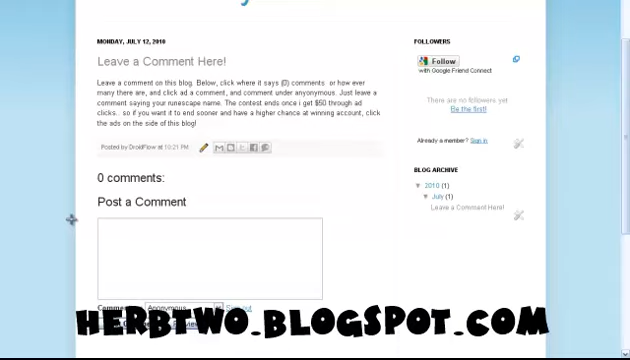 MONDAY, JULY 12, 2010
Leave a Comment Here!
Leave a comment on this blog. Below, click where it says (0) comments or how ever
many there are, and click ad a comment, and comment under anyonymous. Just leave a
comment saying your runescape name. The contest ends once i get $50 through ad
clicks...so if you want it to end sooner and have a higher chance at winning account, click
the ads on the side of this blog!
Posted by DroidFlow at 10:21 PM
0 comments:
Post a Comment
Anonymous
Sign out
FOLLOWERS
Follow
with Google Friend Connect
There are no followers yet
Be the first!
Already a member? Sign in
BLOG ARCHIVE
▼ 2010 (1)
▼ July (1)
Leave a Comment Here!
HERBTWO.BLOGSPOT.COM